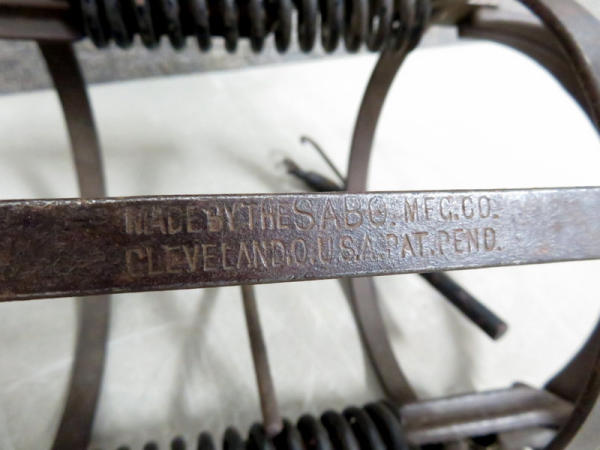 MADE BY THE SABO. MFG. CO.
CLEVELAND.O.U.S.A. PAT. PEND.